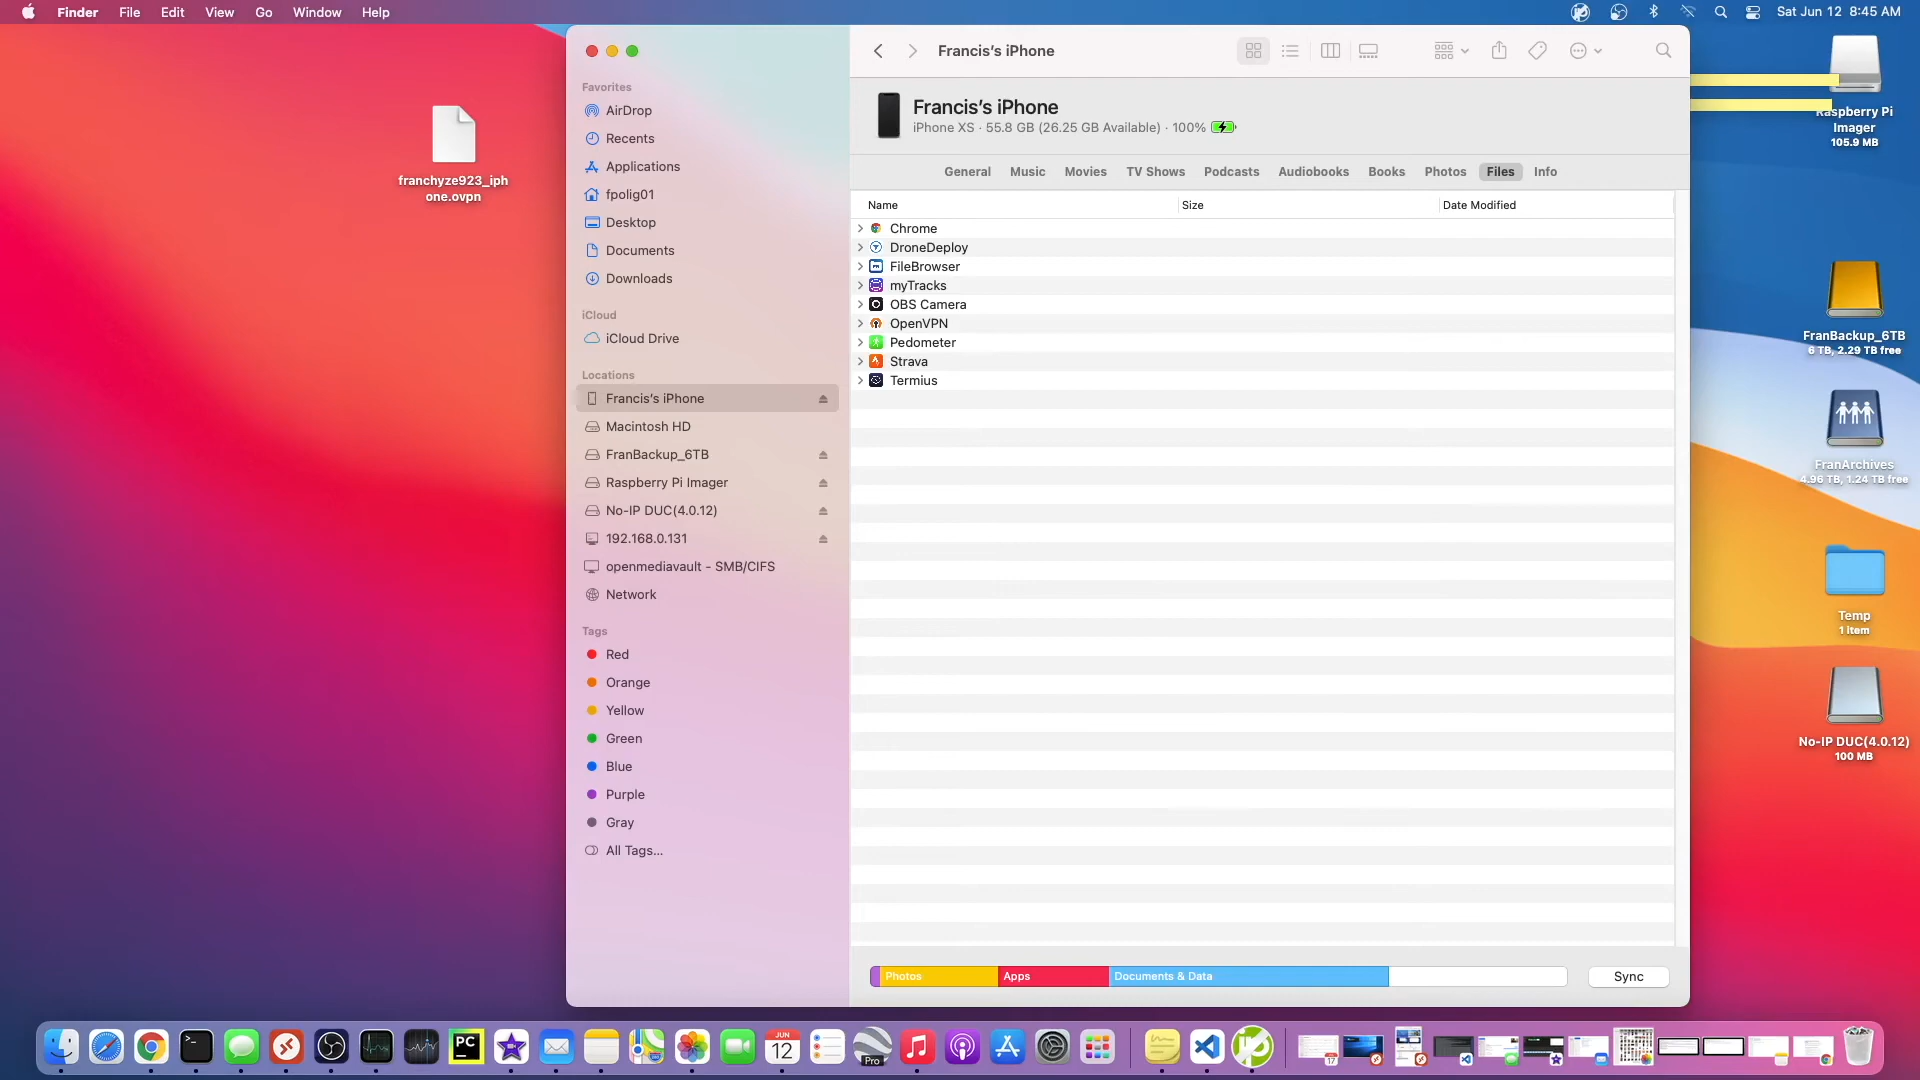 Finder File Edit View Go Window Help
Sat Jun 12 8:45 AM
franchyze923_iph
one.ovpn
Favorites
AirDrop
Recents
Applications
fpolig01
Desktop
Documents
Downloads
iCloud
iCloud Drive
Locations
Francis's iPhone
Macintosh HD
FranBackup_6TB
Raspberry Pi Imager
No-IP DUC(4.0.12)
192.168.0.131
openmediavault - SMB/CIFS
Network
Tags
Red
Orange
Yellow
Green
Blue
Purple
Gray
All Tags...
Francis's iPhone
Francis's iPhone
iPhone XS · 55.8 GB (26.25 GB Available) · 100%
General Music Movies TV Shows Podcasts Audiobooks Books Photos Files Info
Name Size Date Modified
Chrome
DroneDeploy
FileBrowser
myTracks
OBS Camera
OpenVPN
Pedometer
Strava
Termius
Photos Apps Documents & Data
Sync
Raspberry Pi
Imager
105.9 MB
FranBackup_6TB
6 TB, 2.29 TB free
FranArchives
4.96 TB, 1.24 TB free
Temp
1 item
No-IP DUC(4.0.12)
100 MB
PC
JUN
12
Pro
17